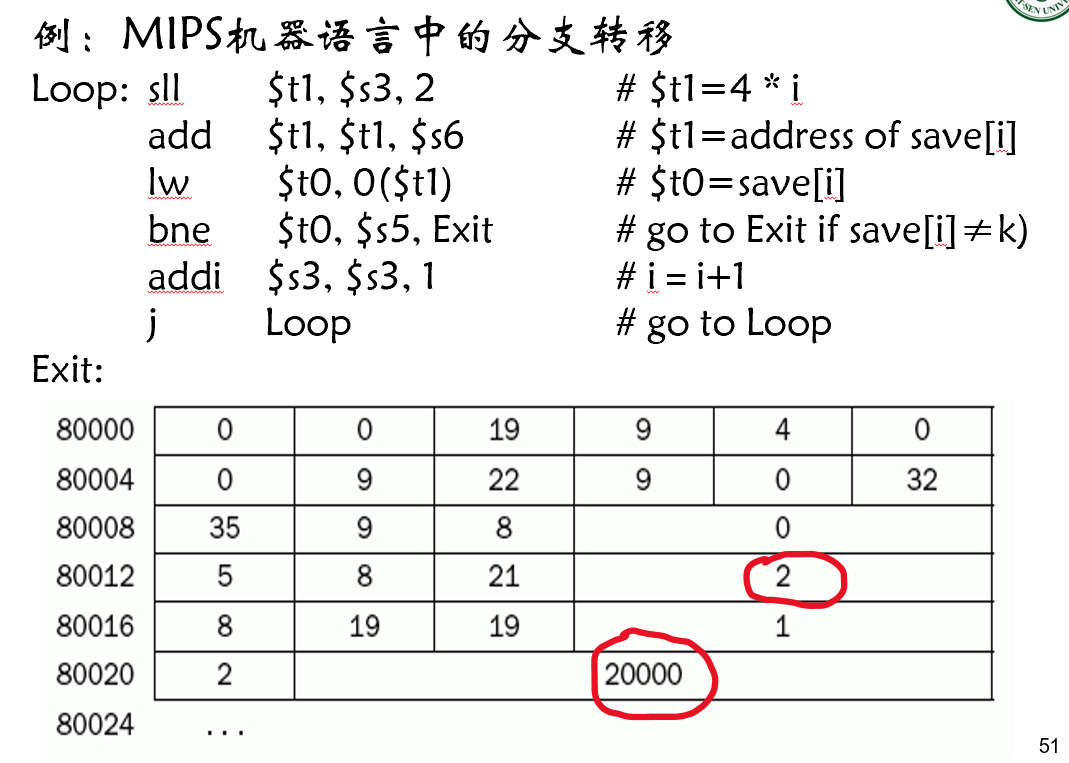 例：MIPS机器语言中的分支转移
Loop: sll $t1, $s3, 2 # $t1=4 * i
add $t1, $t1, $s6 # $t1=address of save[i]
lw $t0, 0($t1) # $t0=save[i]
bne $t0, $s5, Exit # go to Exit if save[i]≠k)
addi $s3, $s3, 1 # i = i+1
j Loop # go to Loop
Exit:
80000 0 0 19 9 4 0
80004 0 9 22 9 0 32
80008 35 9 8 0
80012 5 8 21 2
80016 8 19 19 1
80020 2 20000
80024 ...
51